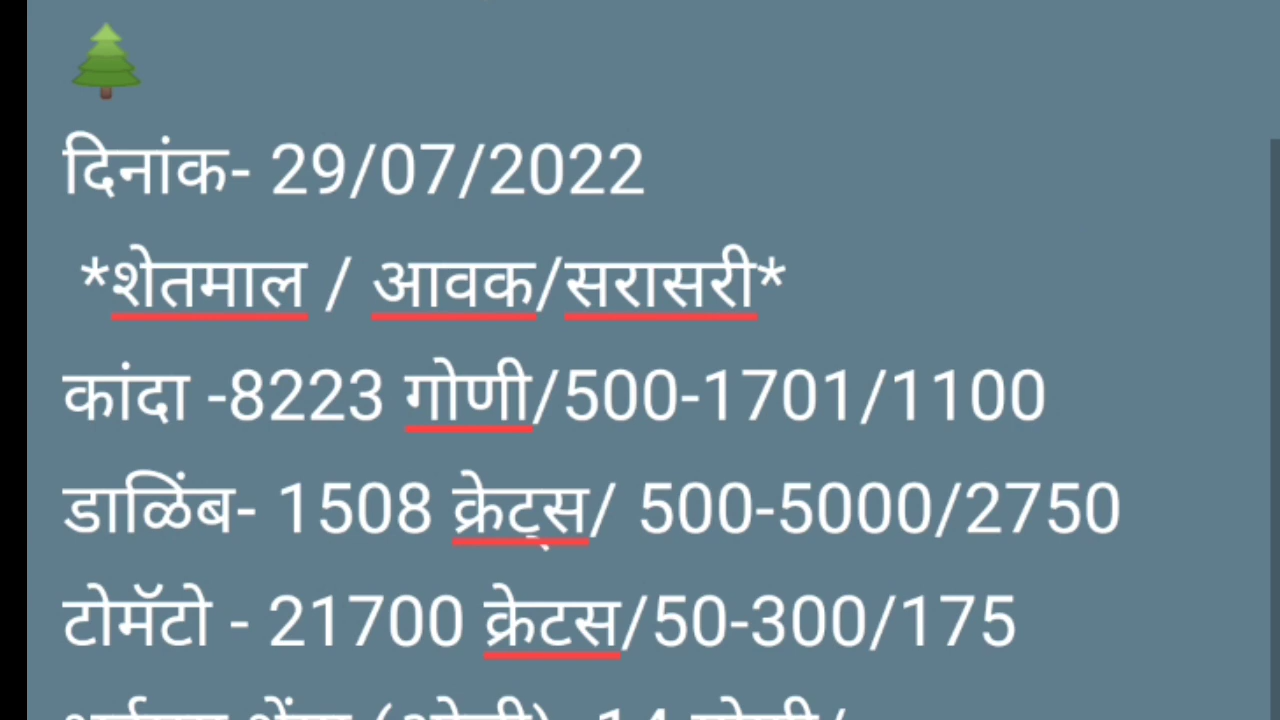 दिनांक- 29/07/2022
*शेतमाल / आवक/सरासरी*
कांदा -8223 गोणी/500-1701/1100
डाळिंब- 1508 क्रेट्स/ 500-5000/2750
टोमॅटो - 21700 क्रेटस/50-300/175